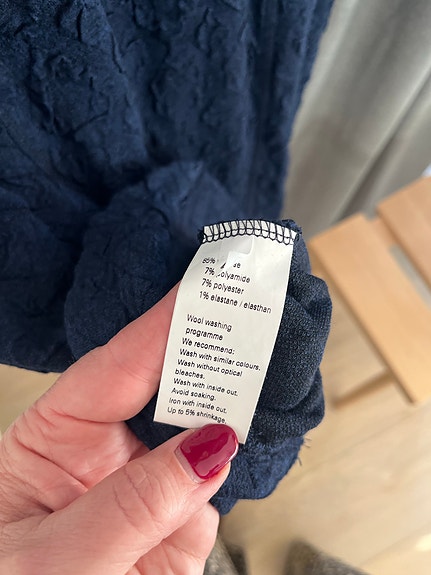 85%
7% polyamide
7% polyester
1% elastane / elasthan
Wool washing
programme
We recommend:
Wash with similar colours.
Wash without optical
bleaches.
Wash with inside out.
Avoid soaking.
Iron with inside out.
Up to 5% shrinkage